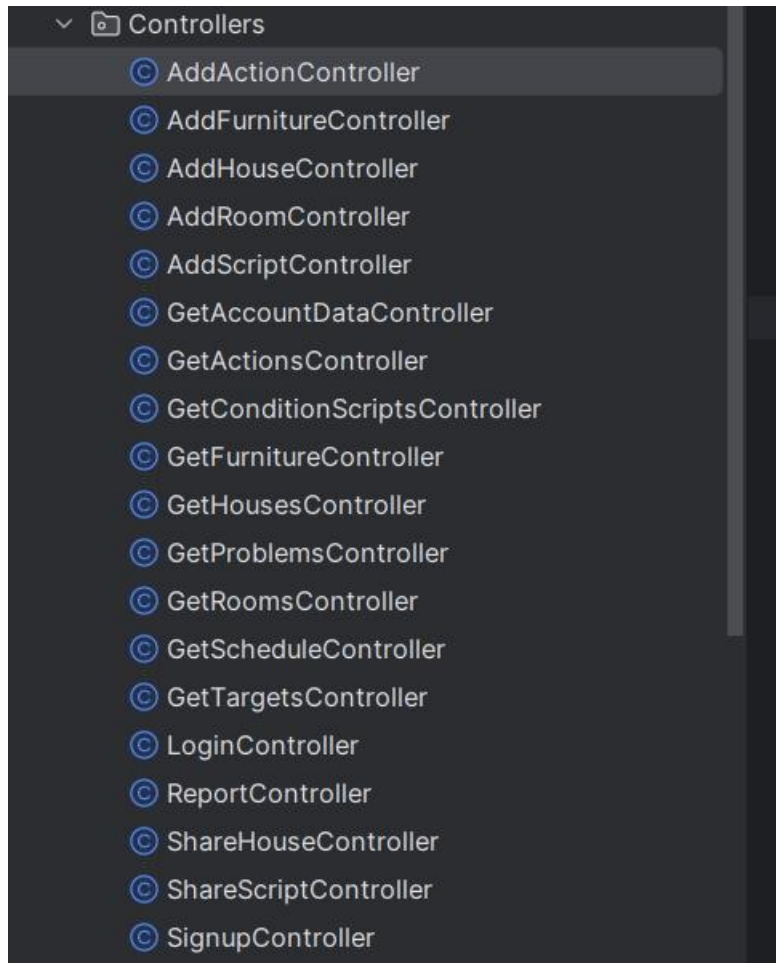 Controllers
AddActionController
AddFurnitureController
AddHouseController
AddRoomController
AddScriptController
GetAccountDataController
GetActionsController
GetConditionScriptsController
GetFurnitureController
GetHousesController
GetProblemsController
GetRoomsController
GetScheduleController
GetTargetsController
LoginController
ReportController
ShareHouseController
ShareScriptController
SignupController